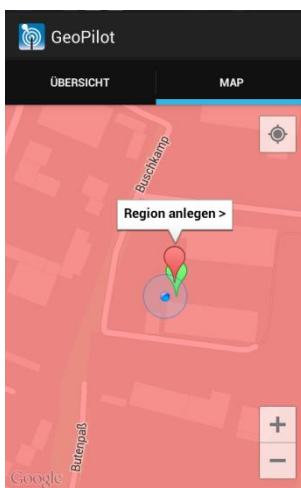 GeoPilot
ÜBERSICHT
MAP
Buschkamp
Region anlegen >
+
−
Butenpaß
Google